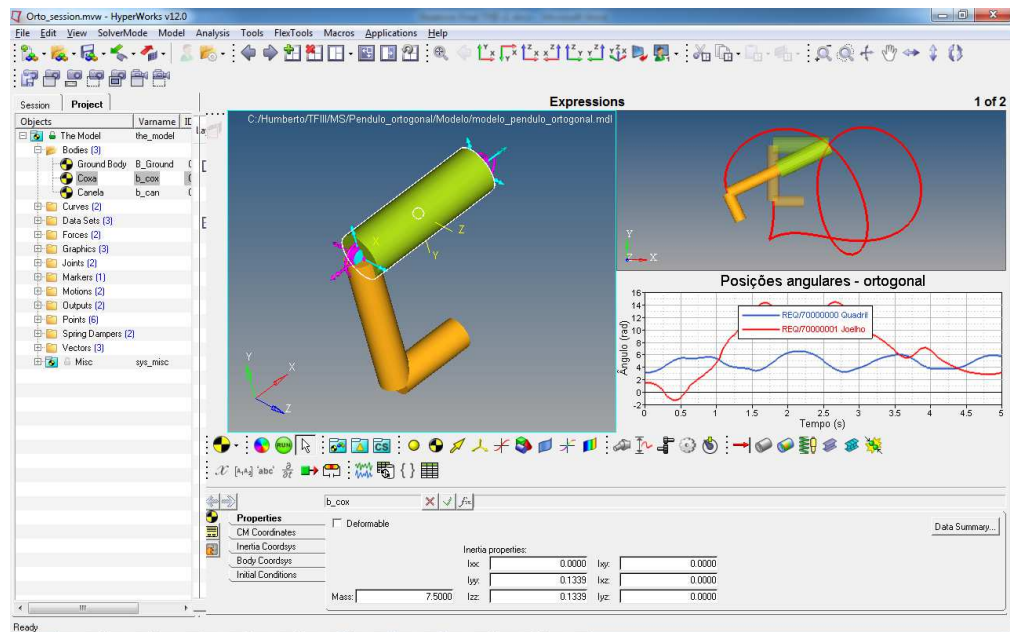 Orto_session.mvw - HyperWorks v12.0
File Edit View SolverMode Model Analysis Tools FlexTools Macros Applications Help
Session Project
Expressions
1 of 2
Objects Varname ID
The Model the_model
Bodies (3)
Ground Body B_Ground
Coxa b_cox
Canela b_can
Curves (2)
Data Sets (3)
Forces (2)
Graphics (3)
Joints (2)
Markers (1)
Motions (2)
Outputs (2)
Points (6)
Spring Dampers (2)
Vectors (3)
Misc sys_misc
C:/Humberto/TFIII/MS/Pendulo_ortogonal/Modelo/modelo_pendulo_ortogonal.mdl
X
Z
Y
Y
X
Z
Y
Z X
Posições angulares - ortogonal
Ângulo (rad)
16
14
12
10
8
6
4
2
0
-2
REQ/70000000 Quadril
REQ/70000001 Joelho
0 0.5 1 1.5 2 2.5 3 3.5 4 4.5 5
Tempo (s)
RUN
CS
b_cox
Properties
CM Coordinates
Inertia Coordsys
Body Coordsys
Initial Conditions
Deformable
Data Summary...
Inertia properties:
Ixx: 0.0000 Ixy: 0.0000
Iyy: 0.1339 Ixz: 0.0000
Mass: 7.5000 Izz: 0.1339 Iyz: 0.0000
Ready